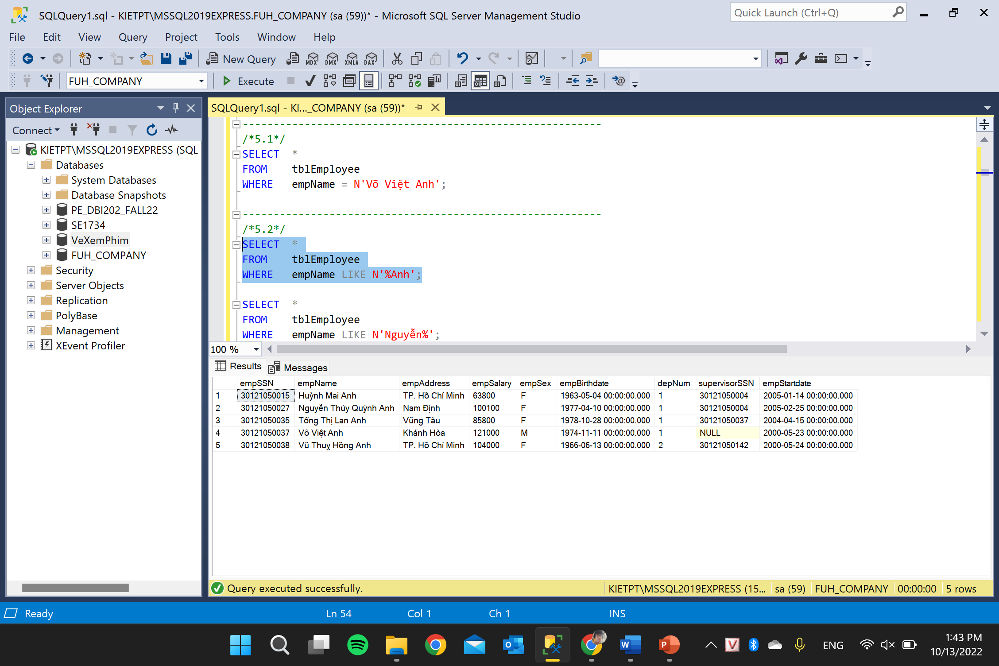 SQLQuery1.sql - KIETPT\MSSQL2019EXPRESS.FUH_COMPANY (sa (59))* - Microsoft SQL Server Management Studio
Quick Launch (Ctrl+Q)
File Edit View Query Project Tools Window Help
New Query MDX DMX XMLA DAX
FUH_COMPANY Execute
Object Explorer
Connect
KIETPT\MSSQL2019EXPRESS (SQL
Databases
System Databases
Database Snapshots
PE_DBI202_FALL22
SE1734
VeXemPhim
FUH_COMPANY
Security
Server Objects
Replication
PolyBase
Management
XEvent Profiler
SQLQuery1.sql - KI..._COMPANY (sa (59))*
----------------------------------------------------------
/*5.1*/
SELECT *
FROM tblEmployee
WHERE empName = N'Võ Việt Anh';
----------------------------------------------------------
/*5.2*/
SELECT *
FROM tblEmployee
WHERE empName LIKE N'%Anh';
SELECT *
FROM tblEmployee
WHERE empName LIKE N'Nguyễn%';
100 %
Results Messages
empSSN empName empAddress empSalary empSex empBirthdate depNum supervisorSSN empStartdate
1 30121050015 Huỳnh Mai Anh TP. Hồ Chí Minh 63800 F 1963-05-04 00:00:00.000 1 30121050004 2005-01-14 00:00:00.000
2 30121050027 Nguyễn Thúy Quỳnh Anh Nam Định 100100 F 1977-04-10 00:00:00.000 1 30121050004 2005-02-25 00:00:00.000
3 30121050035 Tống Thị Lan Anh Vũng Tàu 85800 F 1978-10-28 00:00:00.000 1 30121050037 2004-04-15 00:00:00.000
4 30121050037 Võ Việt Anh Khánh Hòa 121000 M 1974-11-11 00:00:00.000 1 NULL 2000-05-23 00:00:00.000
5 30121050038 Vũ Thuỵ Hồng Anh TP. Hồ Chí Minh 104000 F 1966-06-13 00:00:00.000 2 30121050142 2000-05-24 00:00:00.000
Query executed successfully. KIETPT\MSSQL2019EXPRESS (15... sa (59) FUH_COMPANY 00:00:00 5 rows
Ready Ln 54 Col 1 Ch 1 INS
ENG
1:43 PM
10/13/2022